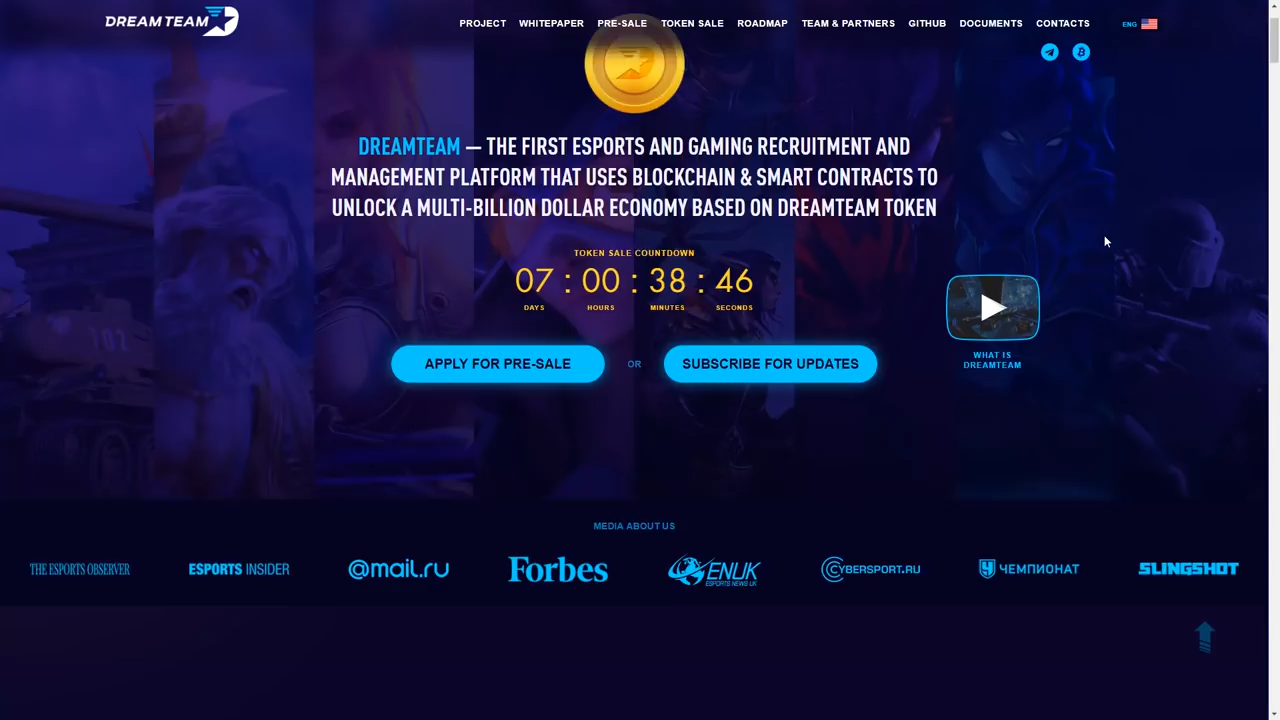 DREAM TEAM
PROJECT WHITEPAPER PRE-SALE TOKEN SALE ROADMAP TEAM & PARTNERS GITHUB DOCUMENTS CONTACTS ENG
DREAMTEAM — THE FIRST ESPORTS AND GAMING RECRUITMENT AND
MANAGEMENT PLATFORM THAT USES BLOCKCHAIN & SMART CONTRACTS TO
UNLOCK A MULTI-BILLION DOLLAR ECONOMY BASED ON DREAMTEAM TOKEN
TOKEN SALE COUNTDOWN
07 : 00 : 38 : 46
DAYS HOURS MINUTES SECONDS
APPLY FOR PRE-SALE OR SUBSCRIBE FOR UPDATES
WHAT IS
DREAMTEAM
702
MEDIA ABOUT US
THE ESPORTS OBSERVER ESPORTS INSIDER @mail.ru Forbes ENUK CYBERSPORT.RU ЧЕМПИОНАТ SLINGSHOT
ESPORTS NEWS UK